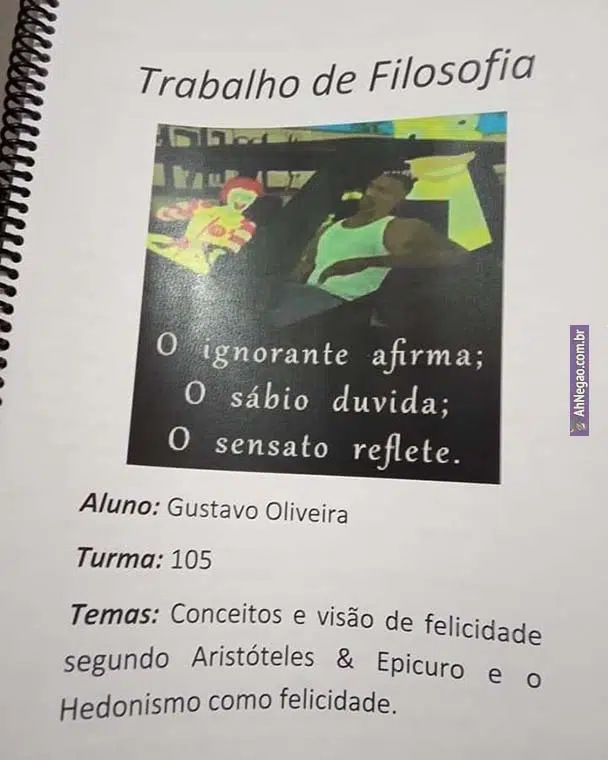 Trabalho de Filosofia
O ignorante afirma;
O sábio duvida;
O sensato reflete.
Aluno: Gustavo Oliveira
Turma: 105
Temas: Conceitos e visão de felicidade
segundo Aristóteles & Epicuro e o
Hedonismo como felicidade.
AhNegao.com.br